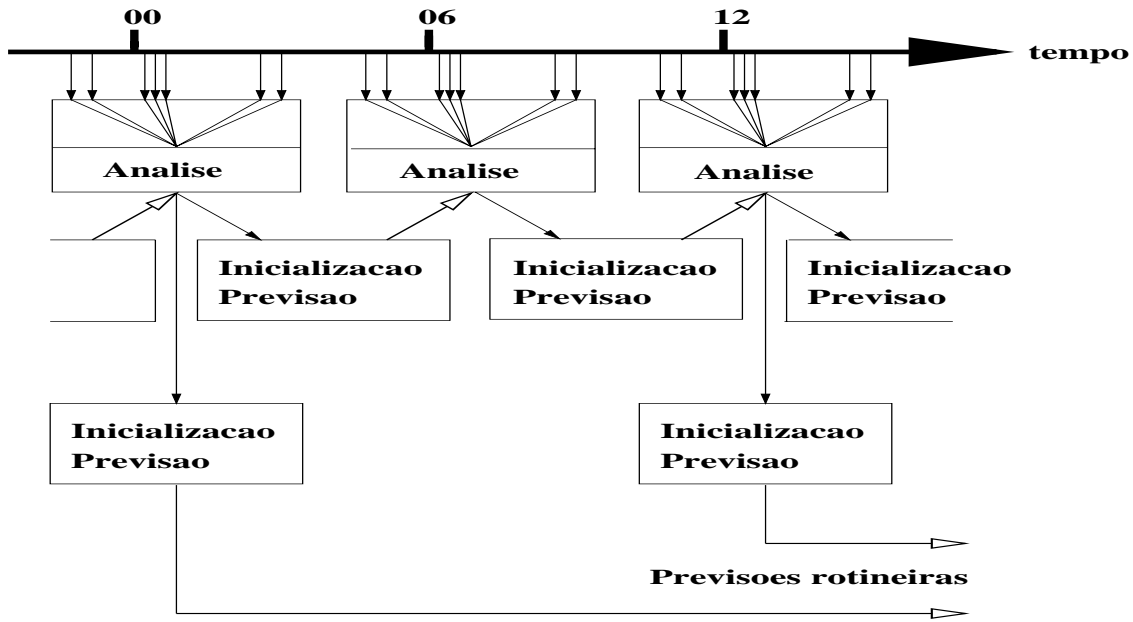 00 06 12
tempo
Analise Analise Analise
Inicializacao Inicializacao Inicializacao
Previsao Previsao Previsao
Inicializacao Inicializacao
Previsao Previsao
Previsoes rotineiras